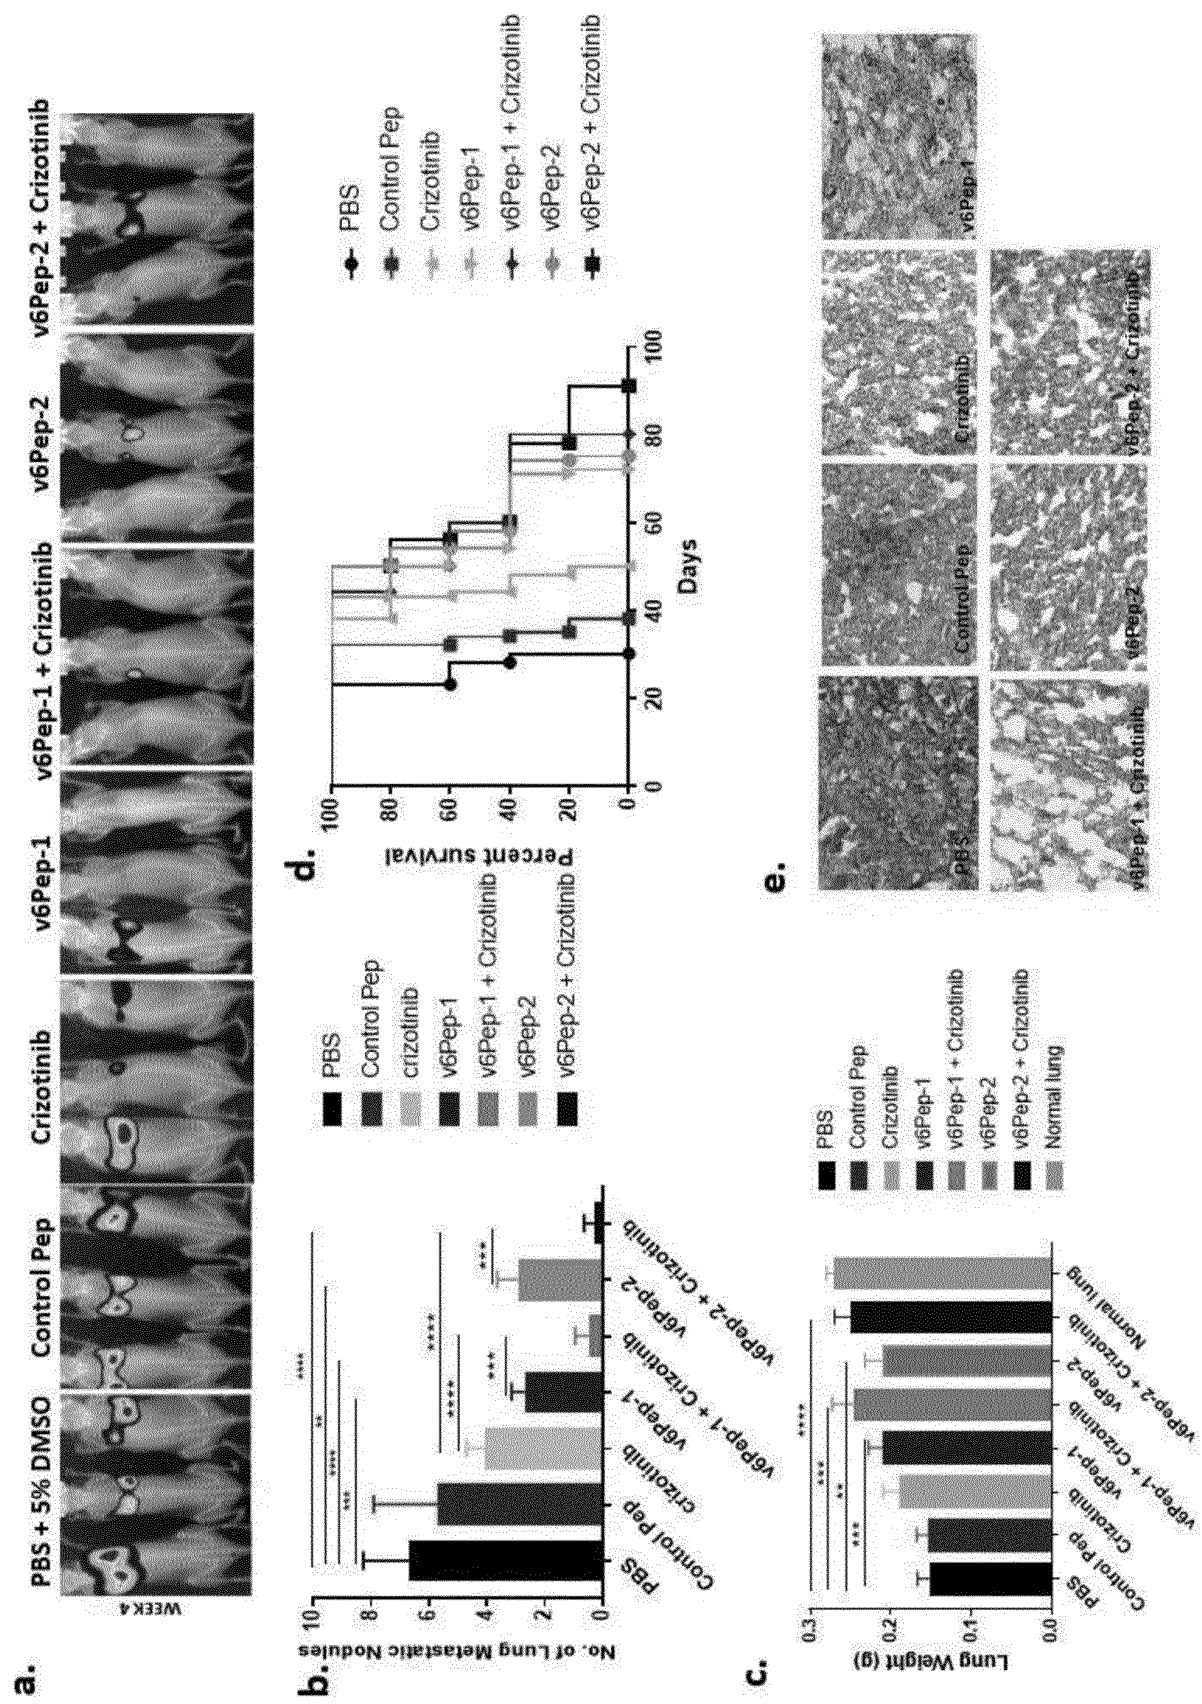 a.
PBS + 5% DMSO
Control Pep
Crizotinib
v6Pep-1
v6Pep-1 + Crizotinib
v6Pep-2
v6Pep-2 + Crizotinib
WEEK 4
b.
No. of Lung Metastatic Nodules
10
8
6
4
2
0
****
**
****
***
****
****
***
***
PBS
Control Pep
crizotinib
v6Pep-1
v6Pep-1 + Crizotinib
v6Pep-2
v6Pep-2 + Crizotinib
PBS
Control Pep
crizotinib
v6Pep-1
v6Pep-1 + Crizotinib
v6Pep-2
v6Pep-2 + Crizotinib
d.
Percent survival
100
80
60
40
20
0
0
20
40
60
80
100
Days
PBS
Control Pep
Crizotinib
v6Pep-1
v6Pep-1 + Crizotinib
v6Pep-2
v6Pep-2 + Crizotinib
c.
Lung Weight (g)
0.3
0.2
0.1
0.0
****
***
**
***
PBS
Control Pep
Crizotinib
v6Pep-1
v6Pep-1 + Crizotinib
v6Pep-2
v6Pep-2 + Crizotinib
Normal lung
PBS
Control Pep
Crizotinib
v6Pep-1
v6Pep-1 + Crizotinib
v6Pep-2
v6Pep-2 + Crizotinib
Normal lung
e.
PBS
Control Pep
Crizotinib
v6Pep-1
v6Pep-1 + Crizotinib
v6Pep-2
v6Pep-2 + Crizotinib